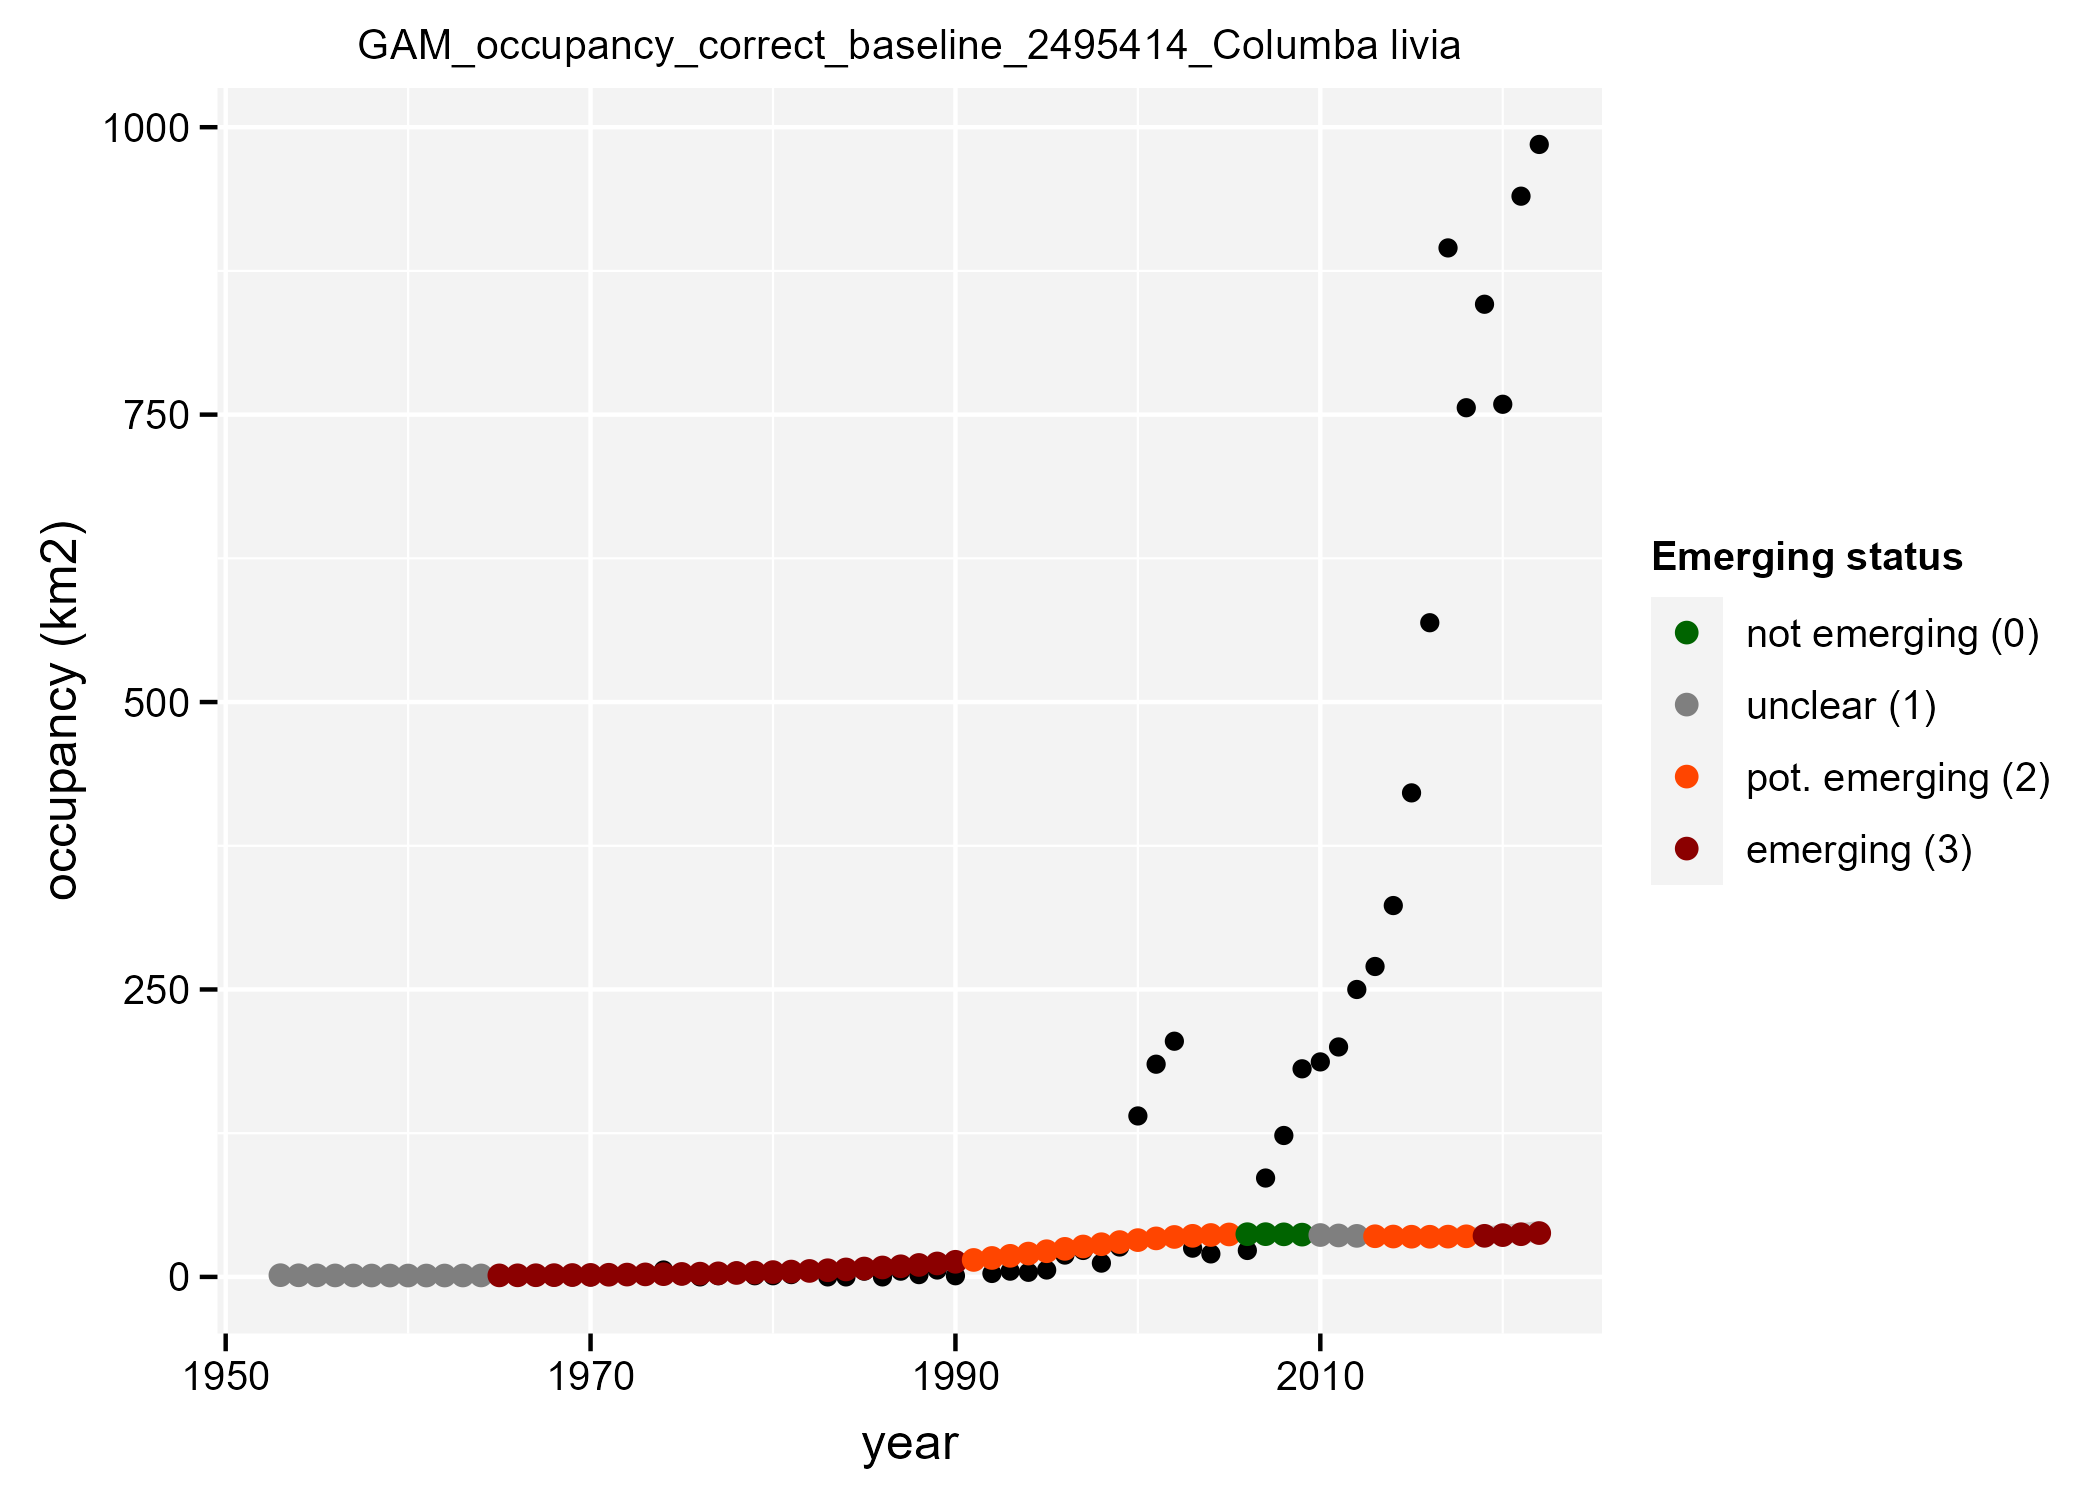 GAM_occupancy_correct_baseline_2495414_Columba livia
1000
750
500
250
0
occupancy (km2)
1950
1970
1990
2010
year
Emerging status
not emerging (0)
unclear (1)
pot. emerging (2)
emerging (3)